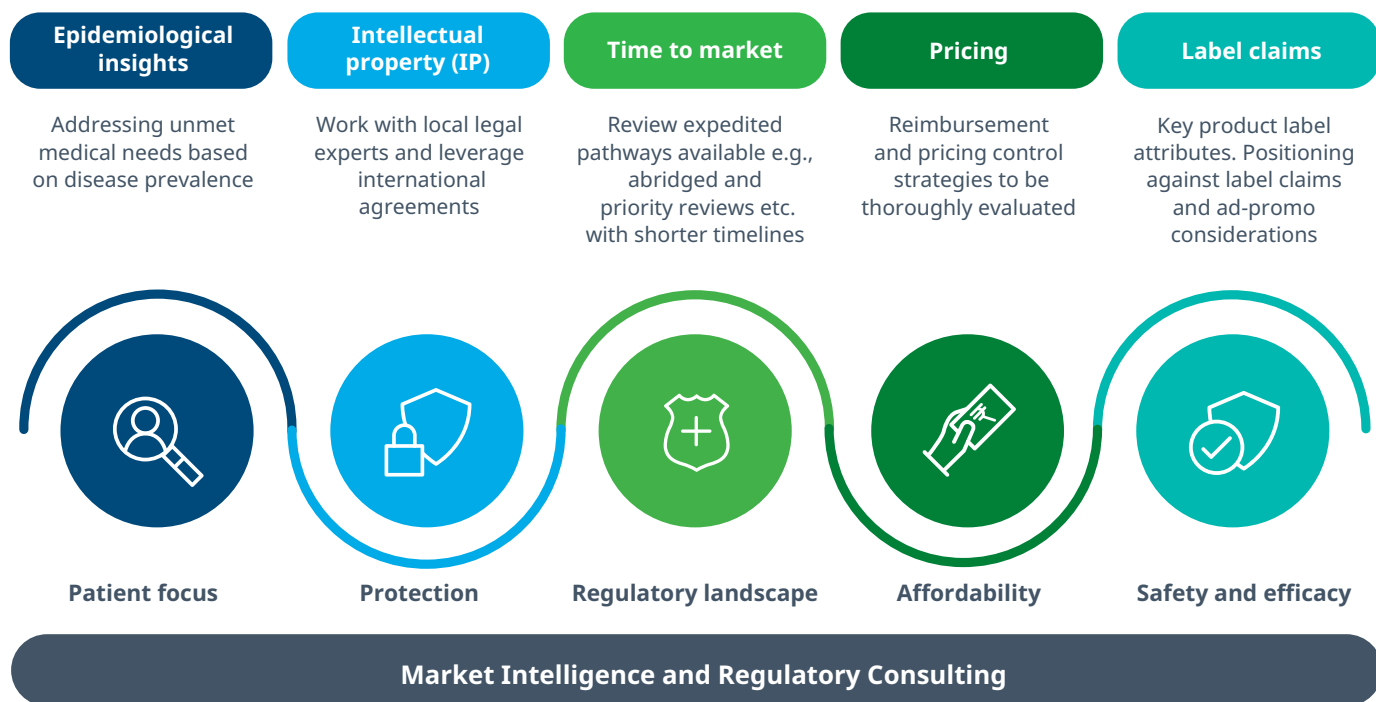 Epidemiological
insights
Intellectual
property (IP)
Time to market
Pricing
Label claims
Addressing unmet
medical needs based
on disease prevalence
Work with local legal
experts and leverage
international
agreements
Review expedited
pathways available e.g.,
abridged and
priority reviews etc.
with shorter timelines
Reimbursement
and pricing control
strategies to be
thoroughly evaluated
Key product label
attributes. Positioning
against label claims
and ad-promo
considerations
Patient focus
Protection
Regulatory landscape
Affordability
Safety and efficacy
Market Intelligence and Regulatory Consulting